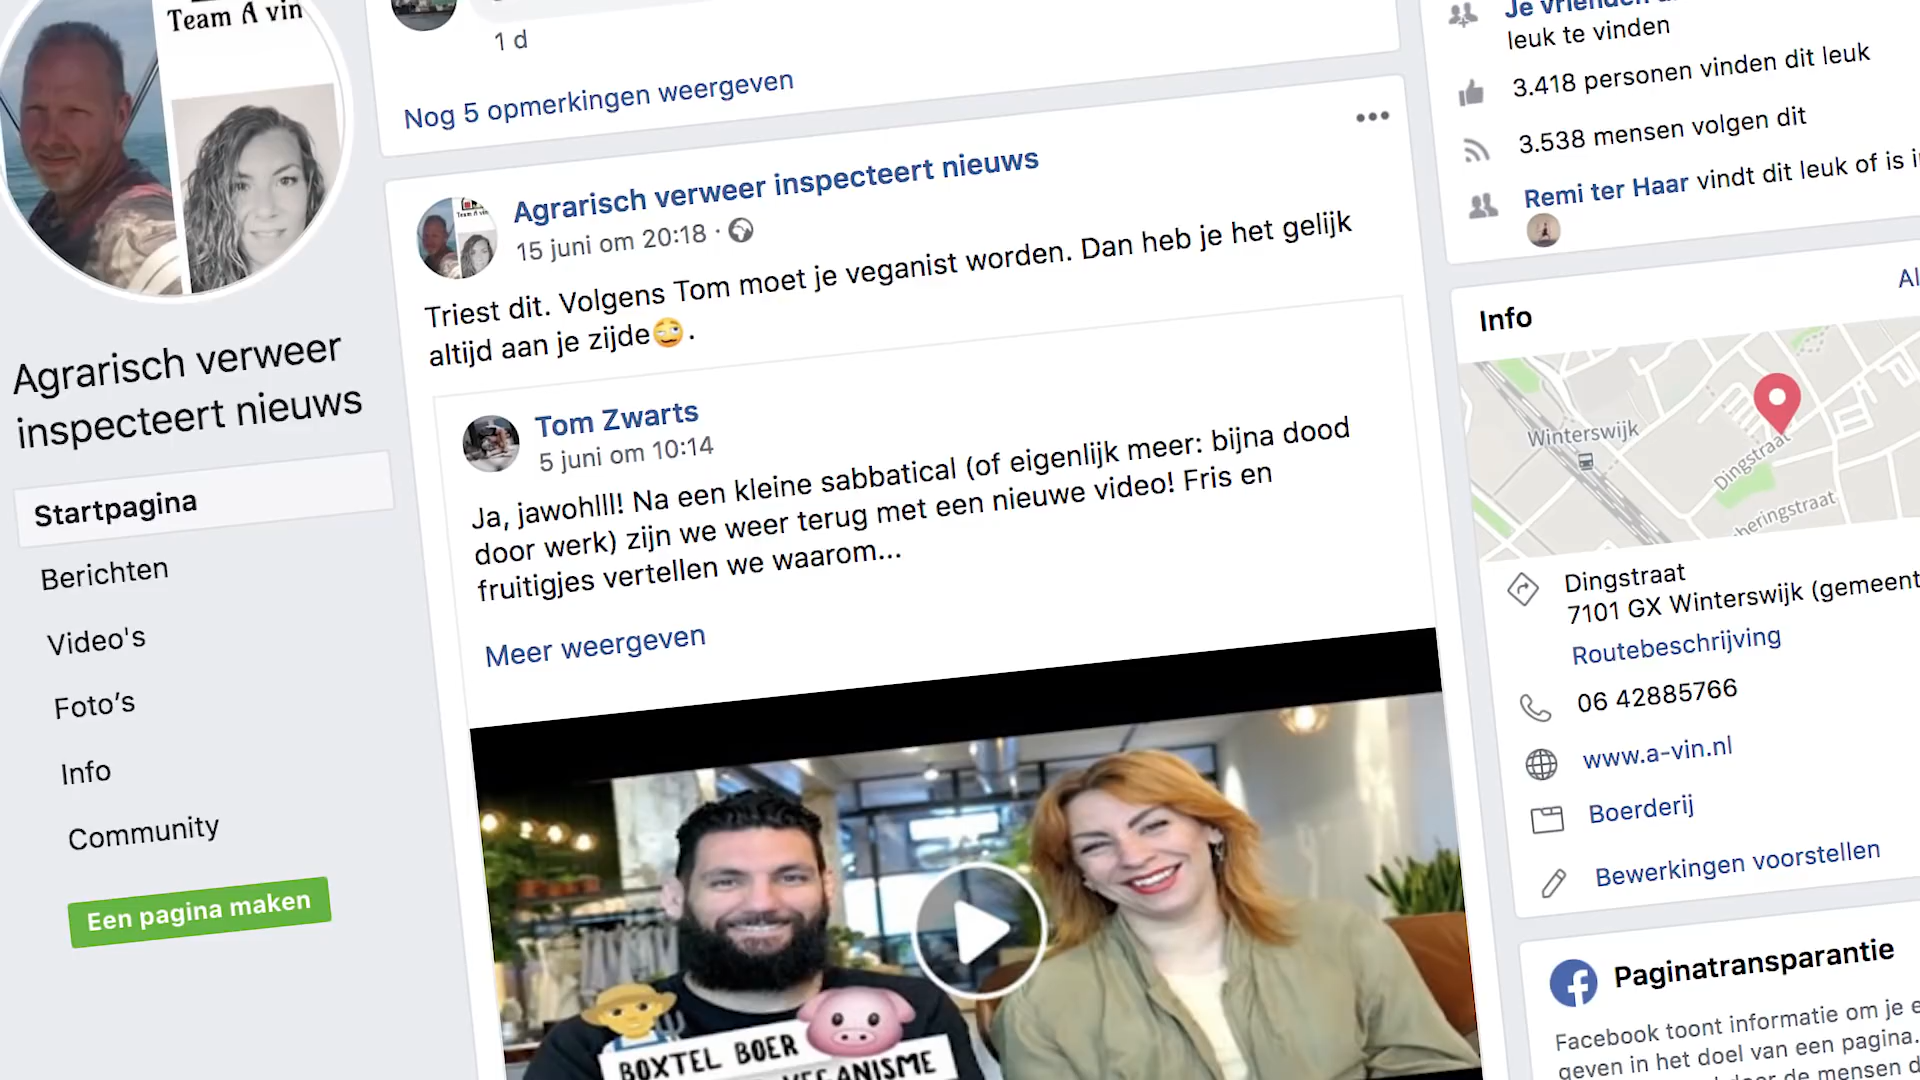 Team A vin
Agrarisch verweer
inspecteert nieuws
Startpagina
Berichten
Video's
Foto's
Info
Community
Een pagina maken
1 d
Nog 5 opmerkingen weergeven
Agrarisch verweer inspecteert nieuws
15 juni om 20:18 ·
Triest dit. Volgens Tom moet je veganist worden. Dan heb je het gelijk
altijd aan je zijde🙄.
Tom Zwarts
5 juni om 10:14
Ja, jawohlll! Na een kleine sabbatical (of eigenlijk meer: bijna dood
door werk) zijn we weer terug met een nieuwe video! Fris en
fruitigjes vertellen we waarom...
Meer weergeven
BOXTEL BOER
VEGANISME
Je vrienden
leuk te vinden
3.418 personen vinden dit leuk
3.538 mensen volgen dit
Remi ter Haar vindt dit leuk of is
Info
Al
Winterswijk
Dingstraat
Dingstraat
7101 GX Winterswijk (gemeent
Routebeschrijving
06 42885766
www.a-vin.nl
Boerderij
Bewerkingen voorstellen
Paginatransparantie
Facebook toont informatie om je e
geven in het doel van een pagina.
de mensen d